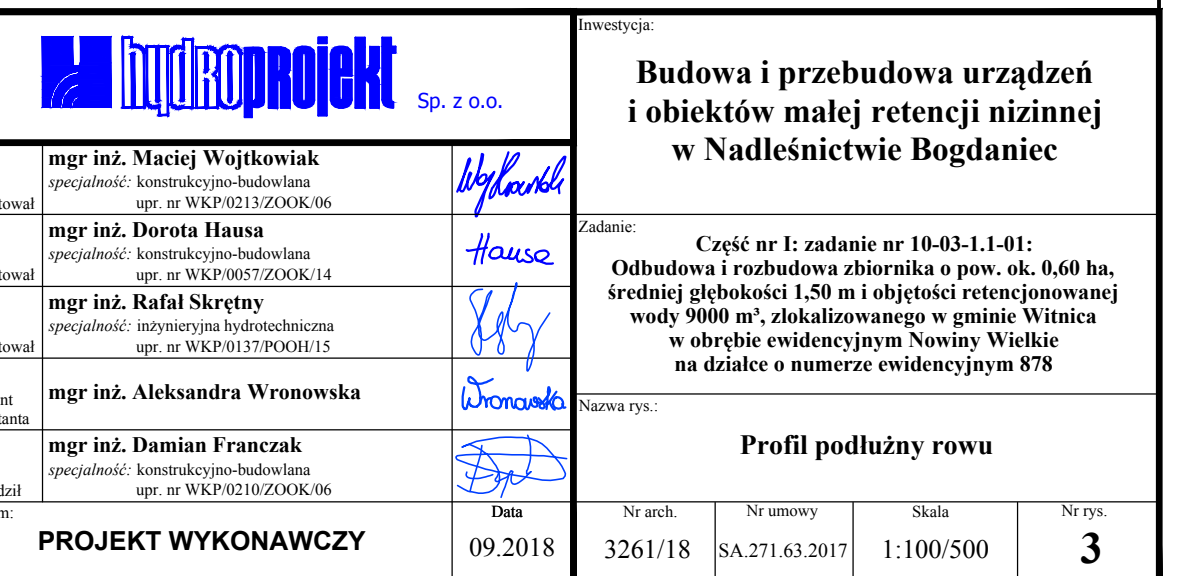 hydroprojekt Sp. z o.o.
mgr inż. Maciej Wojtkowiak
specjalność: konstrukcyjno-budowlana
tował upr. nr WKP/0213/ZOOK/06
Wojtkowiak
mgr inż. Dorota Hausa
specjalność: konstrukcyjno-budowlana
tował upr. nr WKP/0057/ZOOK/14
Hausa
mgr inż. Rafał Skrętny
specjalność: inżynieryjna hydrotechniczna
tował upr. nr WKP/0137/POOH/15
nt
tanta
mgr inż. Aleksandra Wronowska
Wronowska
mgr inż. Damian Franczak
specjalność: konstrukcyjno-budowlana
dził upr. nr WKP/0210/ZOOK/06
m:
PROJEKT WYKONAWCZY
Data
09.2018
Inwestycja:
Budowa i przebudowa urządzeń
i obiektów małej retencji nizinnej
w Nadleśnictwie Bogdaniec
Zadanie:
Część nr I: zadanie nr 10-03-1.1-01:
Odbudowa i rozbudowa zbiornika o pow. ok. 0,60 ha,
średniej głębokości 1,50 m i objętości retencjonowanej
wody 9000 m³, zlokalizowanego w gminie Witnica
w obrębie ewidencyjnym Nowiny Wielkie
na działce o numerze ewidencyjnym 878
Nazwa rys.:
Profil podłużny rowu
Nr arch. Nr umowy Skala Nr rys.
3261/18 SA.271.63.2017 1:100/500 3